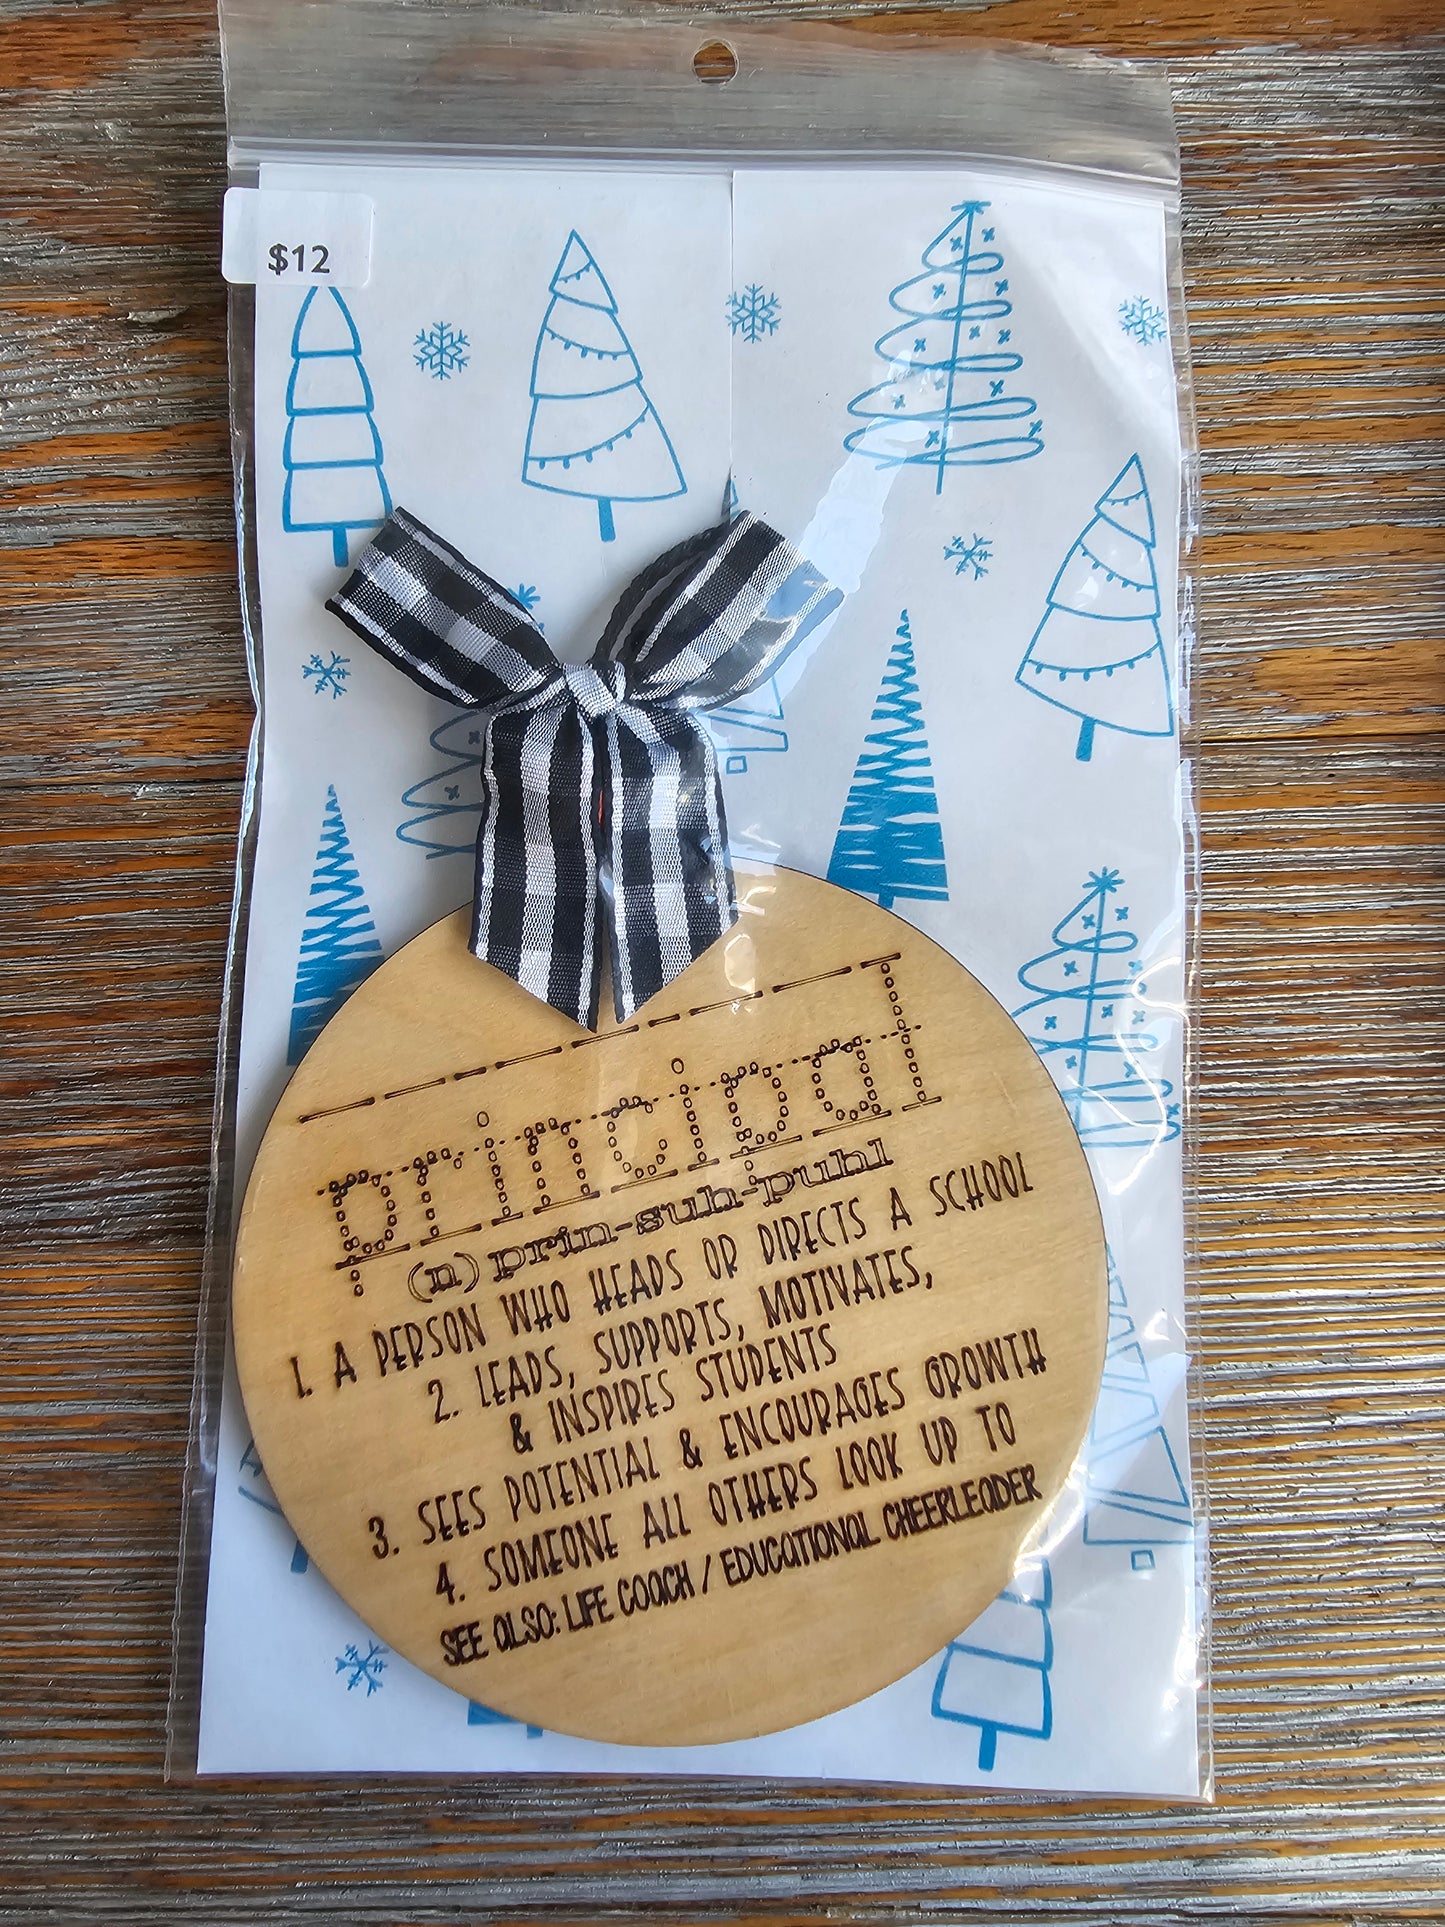 $12
principal
(n) prin-suh-puhl
1. A PERSON WHO HEADS OR DIRECTS A SCHOOL
2. LEADS, SUPPORTS, MOTIVATES,
& INSPIRES STUDENTS
3. SEES POTENTIAL & ENCOURAGES GROWTH
4. SOMEONE ALL OTHERS LOOK UP TO
SEE ALSO: LIFE COACH / EDUCATIONAL CHEERLEADER